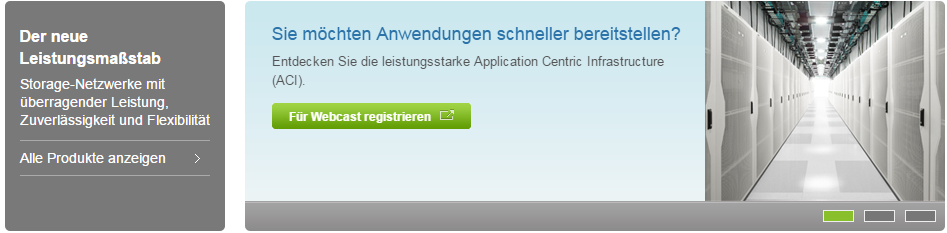 Der neue
Leistungsmaßstab
Storage-Netzwerke mit
überragender Leistung,
Zuverlässigkeit und Flexibilität
Alle Produkte anzeigen
Sie möchten Anwendungen schneller bereitstellen?
Entdecken Sie die leistungsstarke Application Centric Infrastructure
(ACI).
Für Webcast registrieren